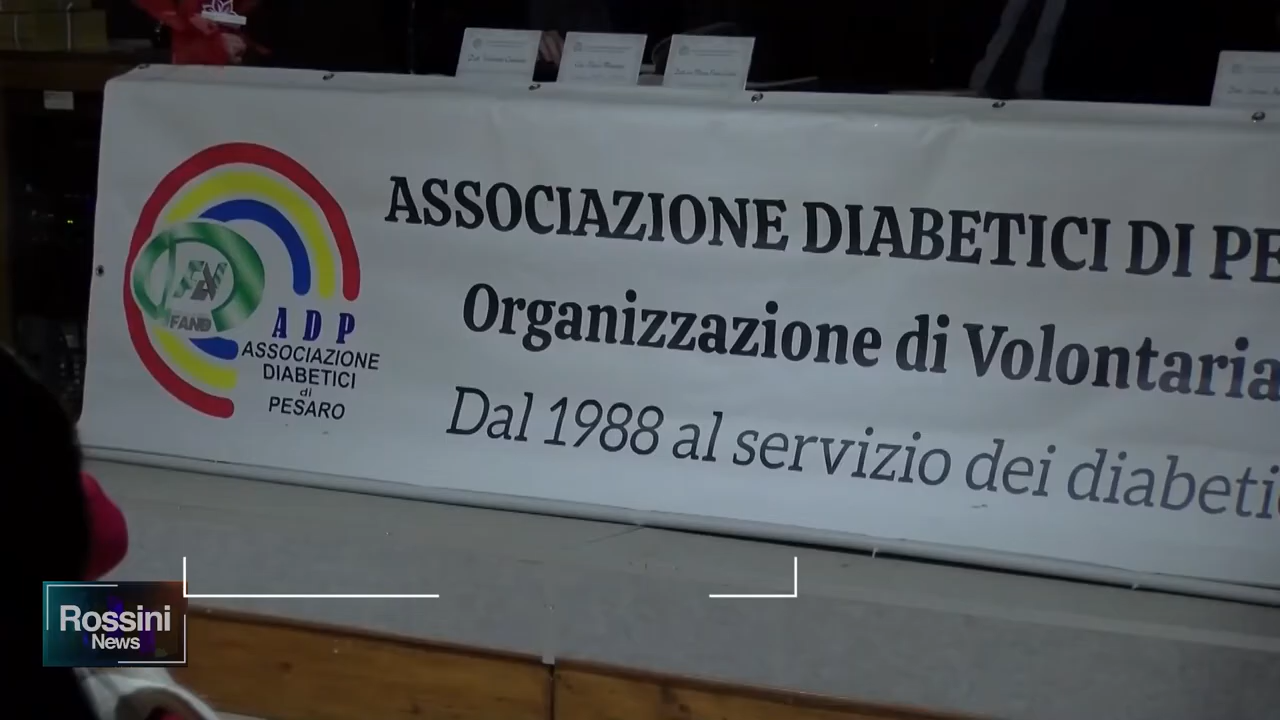 ASSOCIAZIONE DIABETICI DI PE
Organizzazione di Volontaria
Dal 1988 al servizio dei diabeti
FAND
ADP
ASSOCIAZIONE
DIABETICI
di
PESARO
Rossini
News